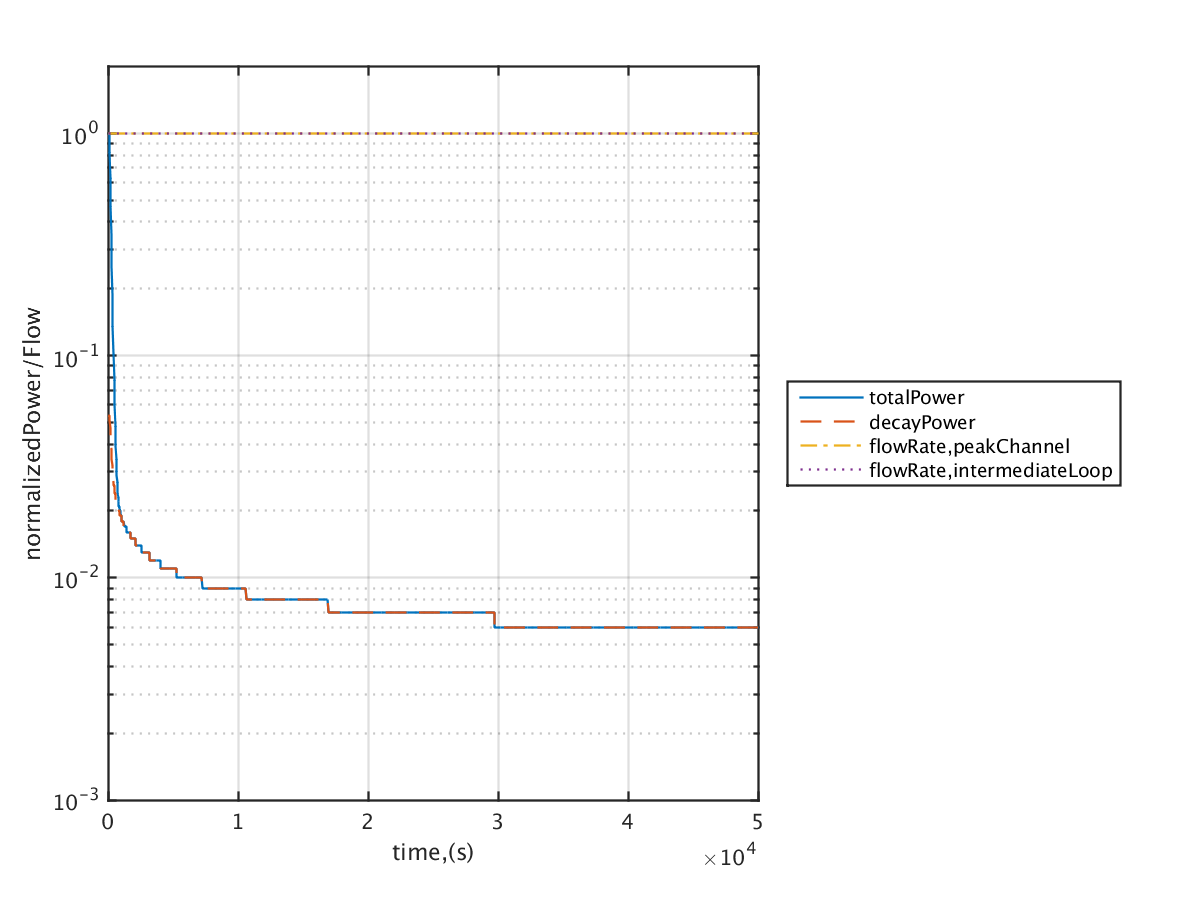 normalizedPower/Flow
10^0
10^-1
10^-2
10^-3
0 1 2 3 4 5
time,(s)
×10^4
totalPower
decayPower
flowRate,peakChannel
flowRate,intermediateLoop